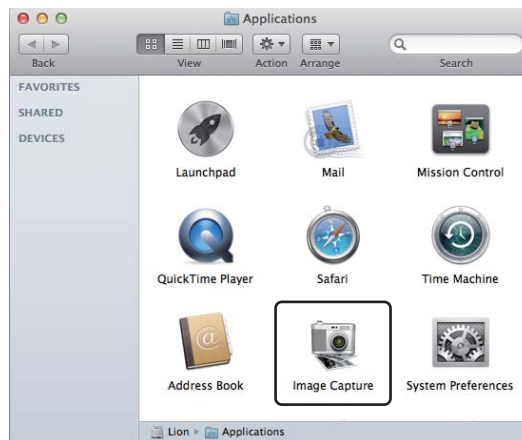 Applications
Back View Action Arrange Search
FAVORITES
SHARED
DEVICES
Launchpad Mail Mission Control
QuickTime Player Safari Time Machine
@
Address Book Image Capture System Preferences
Lion Applications